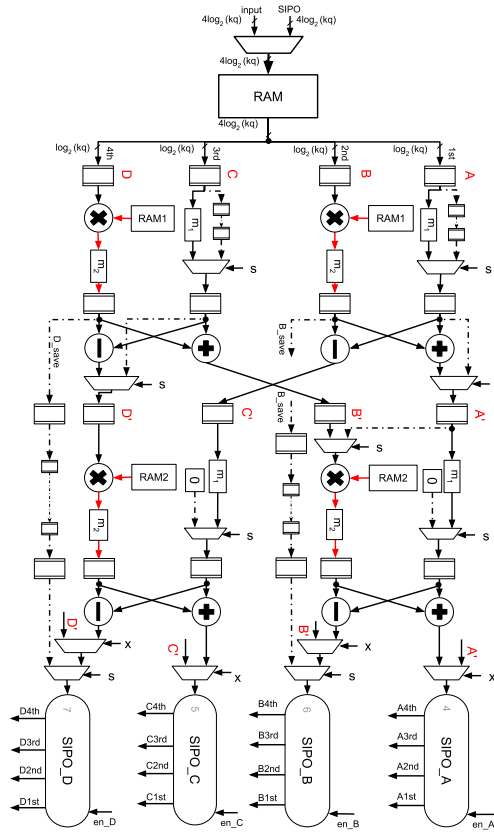 input SIPO
4log₂(kq) 4log₂(kq)
4log₂(kq)
RAM
4log₂(kq)
log₂(kq) 4th log₂(kq) 3rd log₂(kq) 2nd log₂(kq) 1st
D C B A
RAM1 m₁ RAM1 m₁
m₂ S m₂ S
D_save B_save
S S
D' C' B_save B' A'
S
RAM2 m₁ 0 RAM2 m₁ 0
m₂ S m₂ S
D' C' B' A'
X X
S X S X
7 5 6 4
SIPO_D SIPO_C SIPO_B SIPO_A
D4th C4th B4th A4th
D3rd C3rd B3rd A3rd
D2nd C2nd B2nd A2nd
D1st C1st B1st A1st
en_D en_C en_B en_A